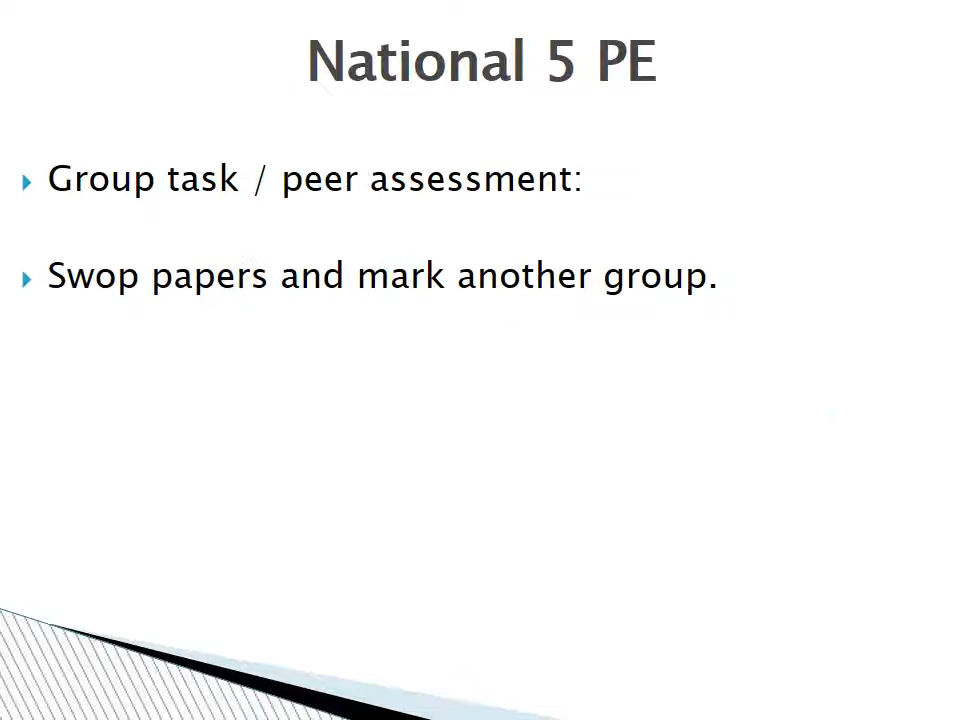 National 5 PE
Group task / peer assessment:
Swop papers and mark another group.